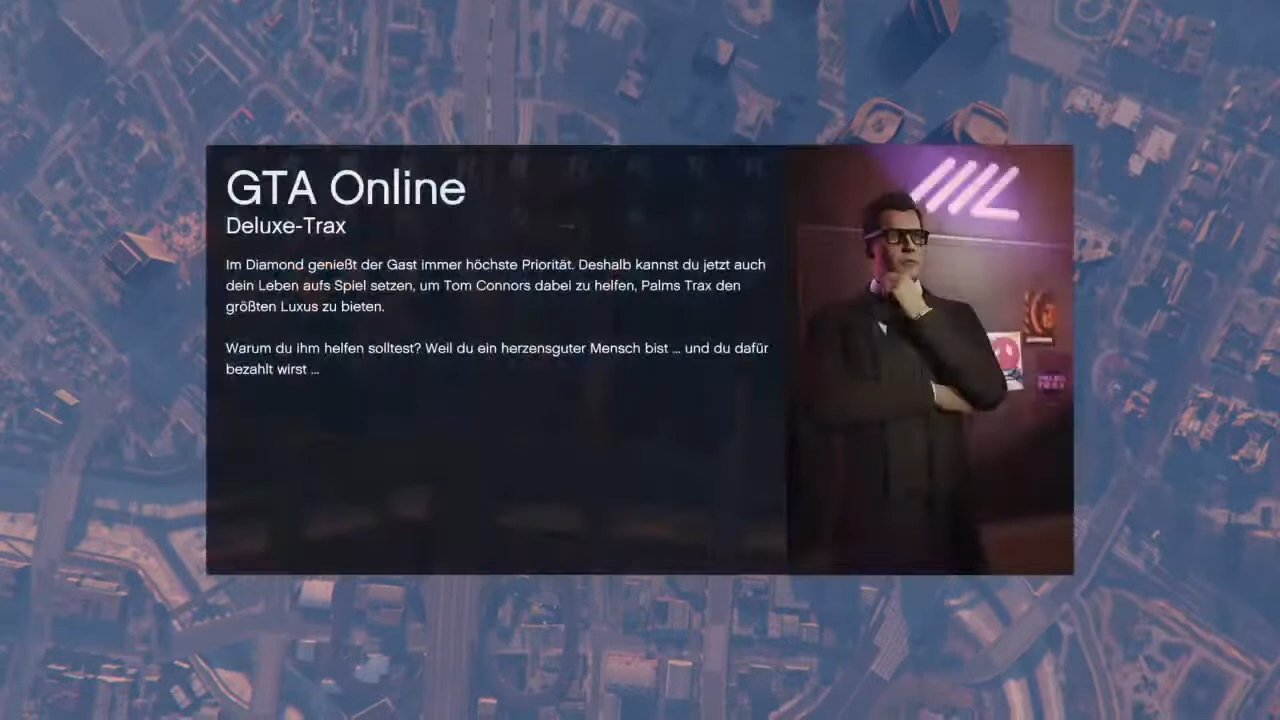 GTA Online
Deluxe-Trax
Im Diamond genießt der Gast immer höchste Priorität. Deshalb kannst du jetzt auch
dein Leben aufs Spiel setzen, um Tom Connors dabei zu helfen, Palms Trax den
größten Luxus zu bieten.
Warum du ihm helfen solltest? Weil du ein herzensguter Mensch bist ... und du dafür
bezahlt wirst ...